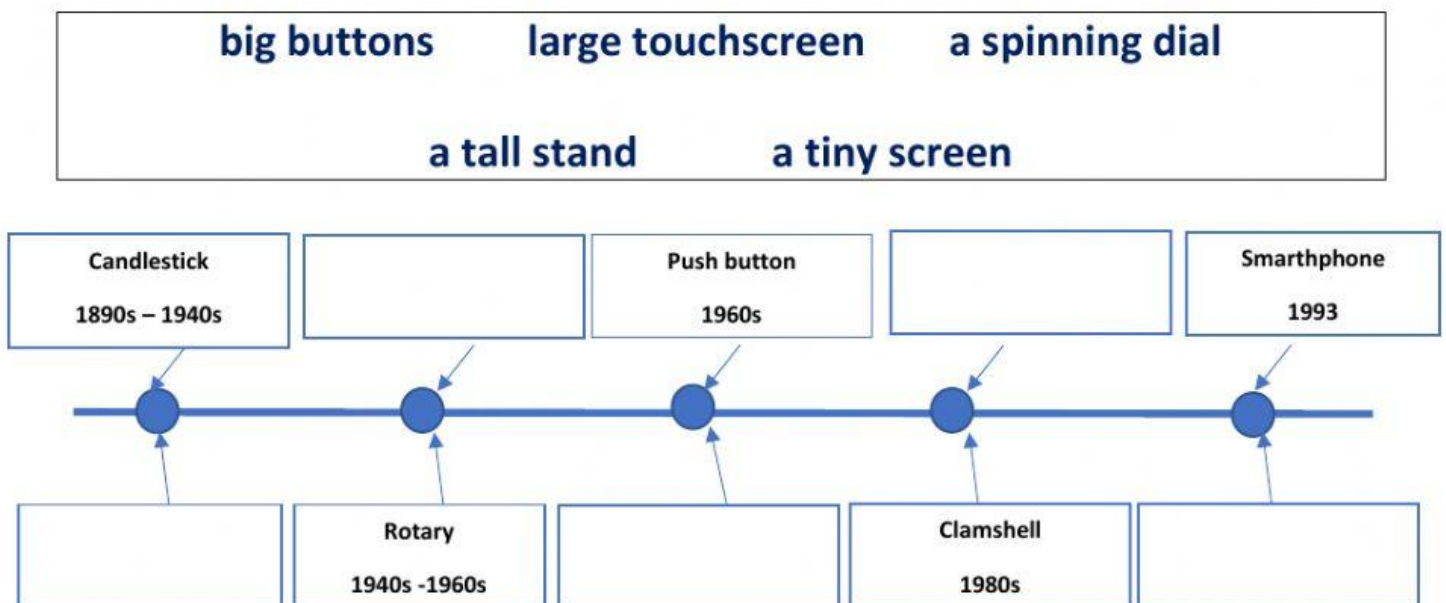 big buttons large touchscreen a spinning dial
a tall stand a tiny screen
Candlestick
1890s – 1940s
Push button
1960s
Smarthphone
1993
Rotary
1940s -1960s
Clamshell
1980s